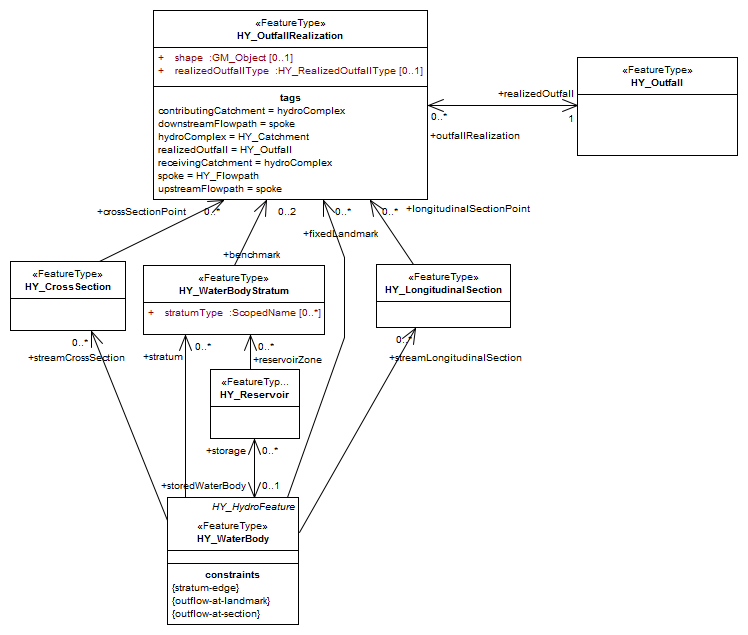 «FeatureType»
HY_OutfallRealization
+ shape :GM_Object [0..1]
+ realizedOutfallType :HY_RealizedOutfallType [0..1]
tags
contributingCatchment = hydroComplex
downstreamFlowpath = spoke
hydroComplex = HY_Catchment
realizedOutfall = HY_Outfall
receivingCatchment = hydroComplex
spoke = HY_Flowpath
upstreamFlowpath = spoke
«FeatureType»
HY_Outfall
+realizedOutfall
0..*
1
+outfallRealization
+crossSectionPoint
0..*
0..2
0..*
0..*
+longitudinalSectionPoint
+fixedLandmark
+benchmark
«FeatureType»
HY_CrossSection
«FeatureType»
HY_WaterBodyStratum
+ stratumType :ScopedName [0..*]
«FeatureType»
HY_LongitudinalSection
0..*
+streamCrossSection
+stratum
0..*
0..*
+reservoirZone
0..*
+streamLongitudinalSection
«FeatureTyp...
HY_Reservoir
+storage
0..*
+storedWaterBody
0..1
HY_HydroFeature
«FeatureType»
HY_WaterBody
constraints
{stratum-edge}
{outflow-at-landmark}
{outflow-at-section}